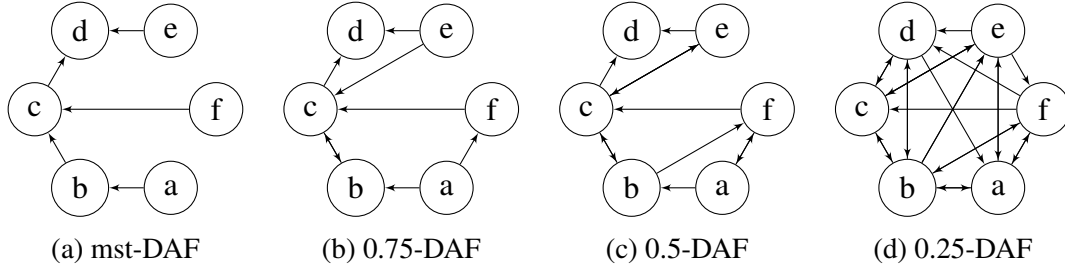 d e
c f
b a
(a) mst-DAF
d e
c f
b a
(b) 0.75-DAF
d e
c f
b a
(c) 0.5-DAF
d e
c f
b a
(d) 0.25-DAF